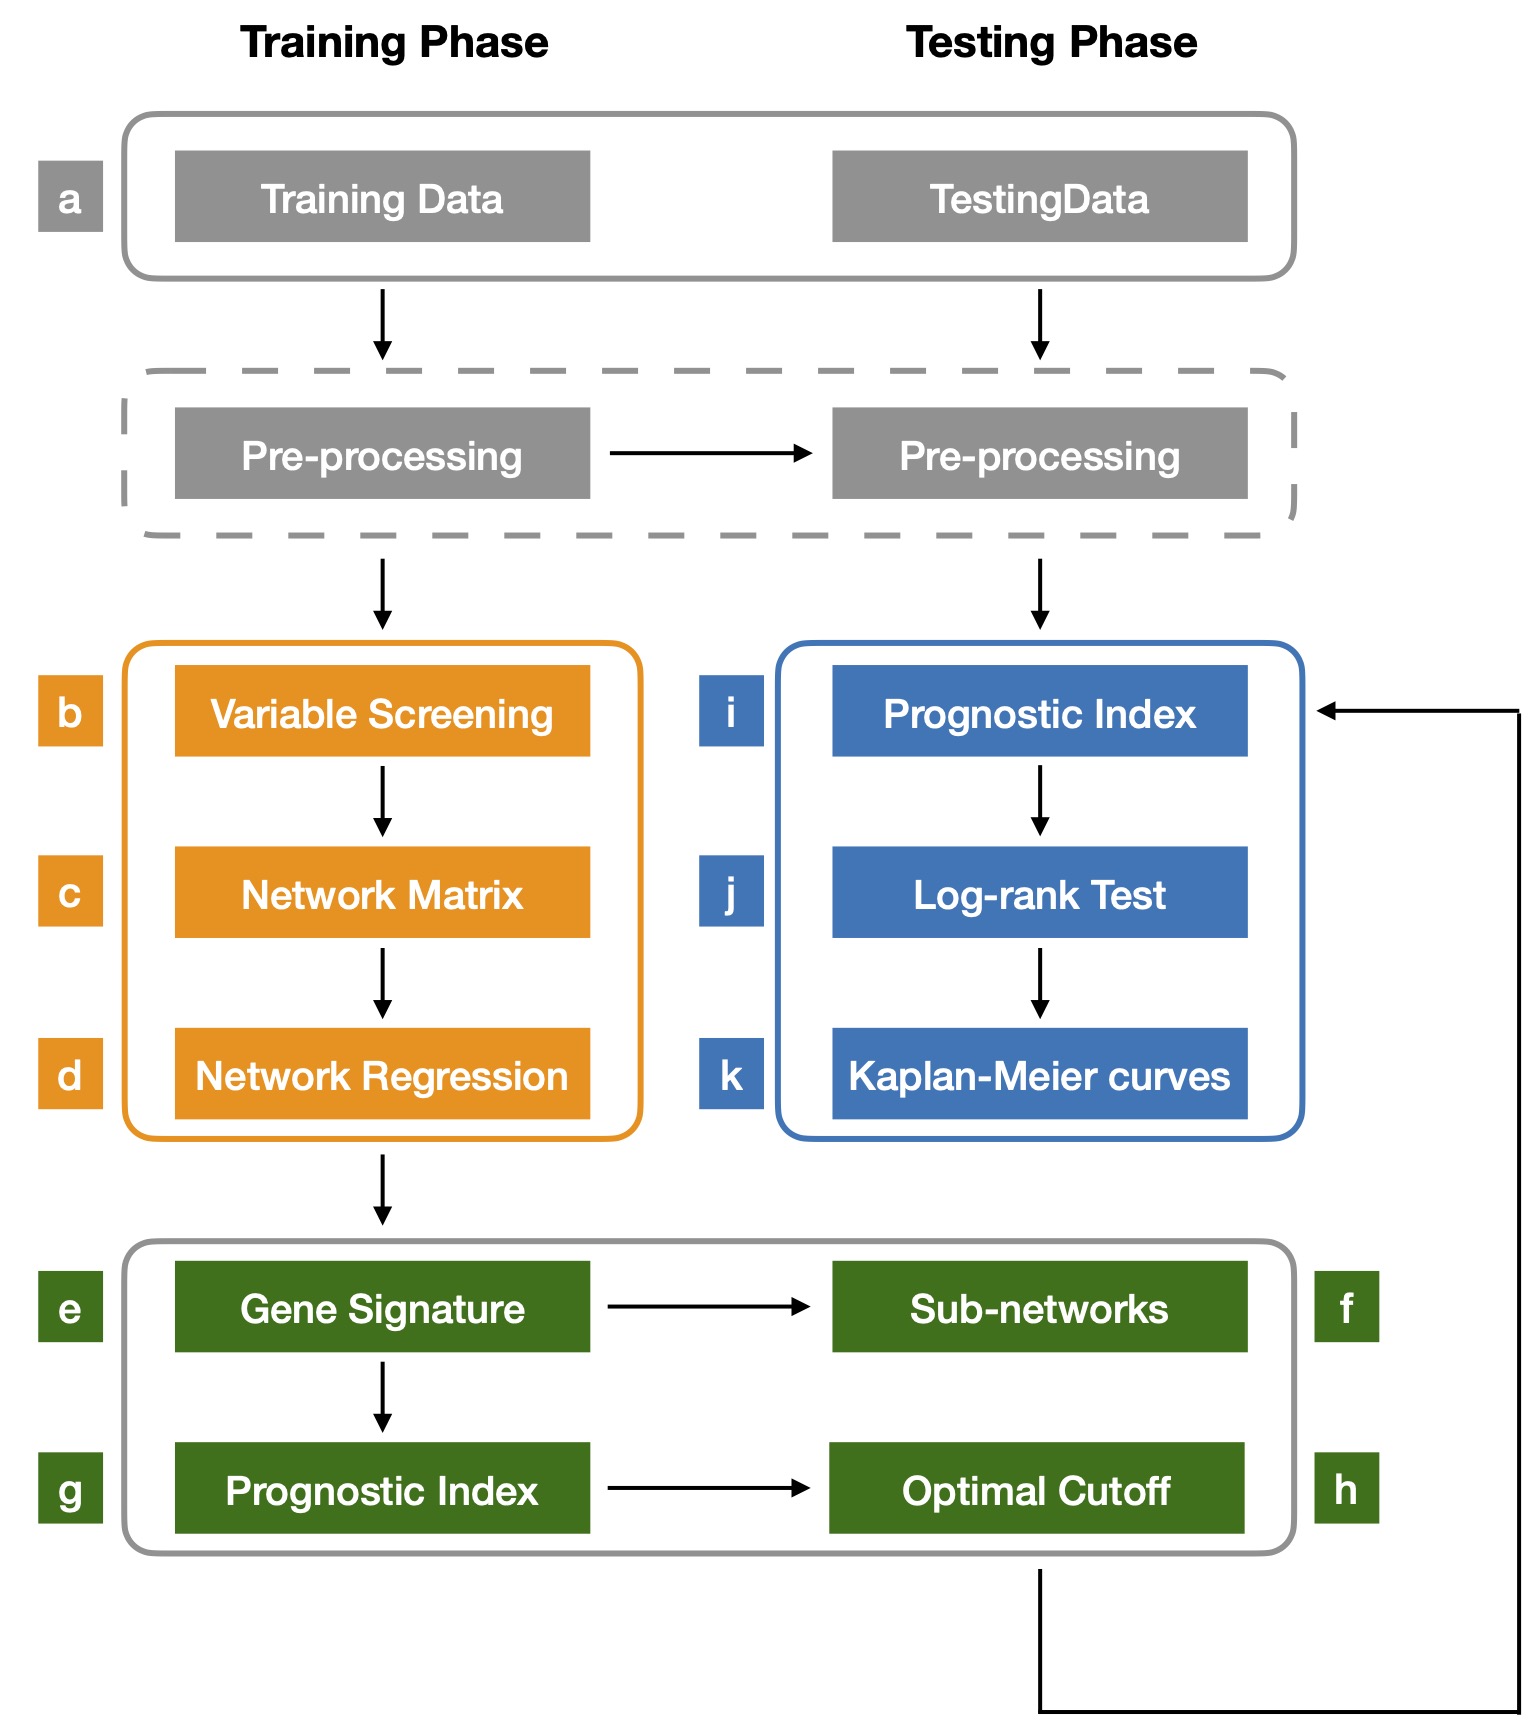 Training Phase
Testing Phase
a
Training Data
TestingData
Pre-processing
Pre-processing
b
Variable Screening
i
Prognostic Index
c
Network Matrix
j
Log-rank Test
d
Network Regression
k
Kaplan-Meier curves
e
Gene Signature
Sub-networks
f
g
Prognostic Index
Optimal Cutoff
h